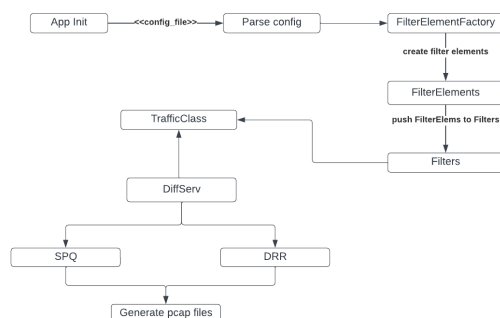 App Init
<<config_file>>
Parse config
FilterElementFactory
create filter elements
FilterElements
push FilterElems to Filters
TrafficClass
Filters
DiffServ
SPQ
DRR
Generate pcap files